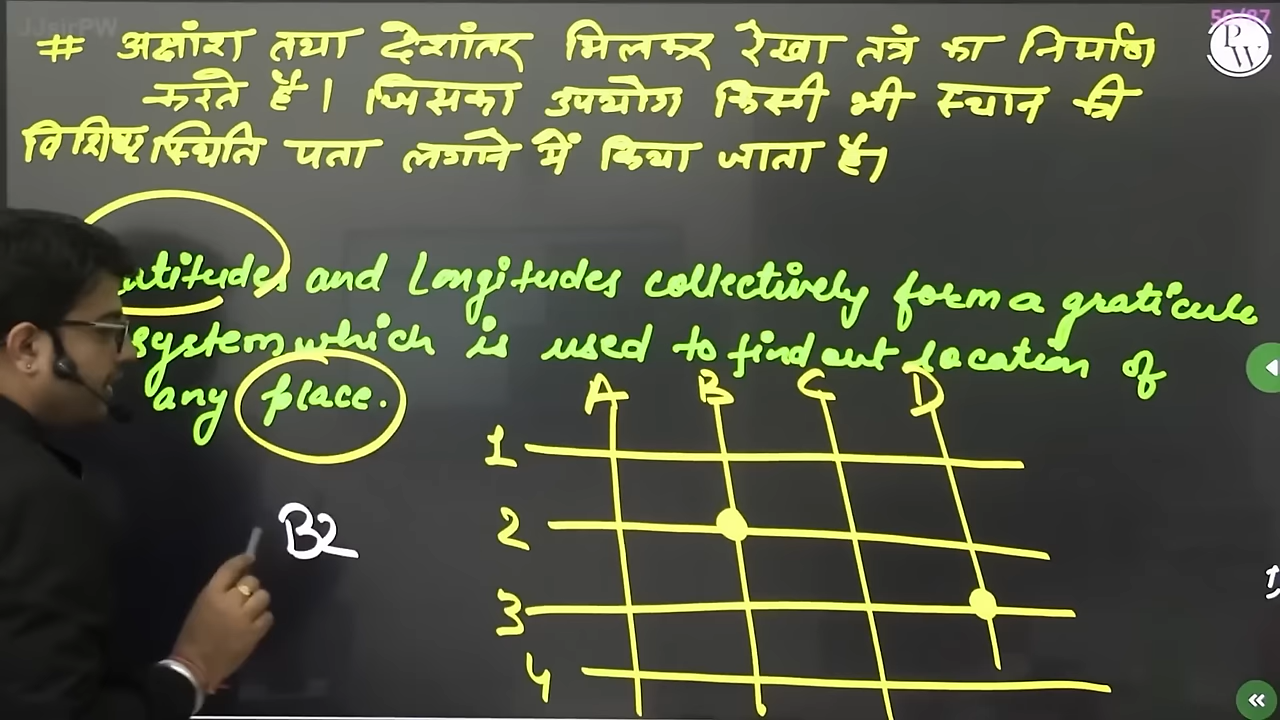 # अक्षांश तथा देशांतर मिलकर रेखा तंत्र का निर्माण
करते है। जिसका उपयोग किसी भी स्थान की
विशिष्ट स्थिति पता लगाने में किया जाता है।
PW
and Longitudes collectively form a graticule
system which is used to find out location of
any place.
A B C D
1
2
3
4
B2